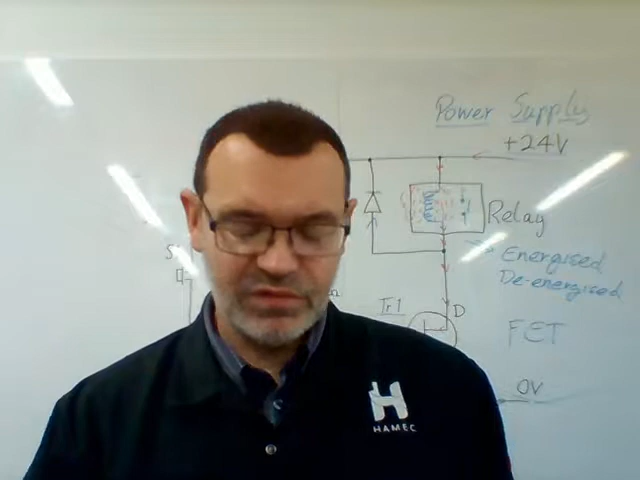 Power Supply
+24V
Relay
Energised
De-energised
Tr1
D
FET
0V
H
HAMEC